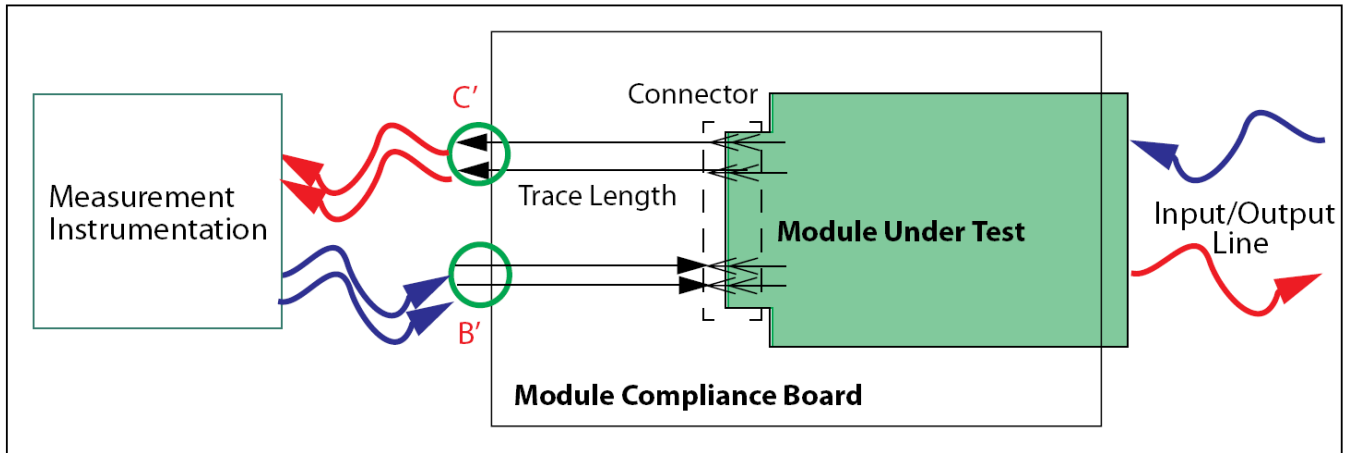 C’
Connector
Measurement
Instrumentation
Trace Length
Module Under Test
Input/Output
Line
B’
Module Compliance Board